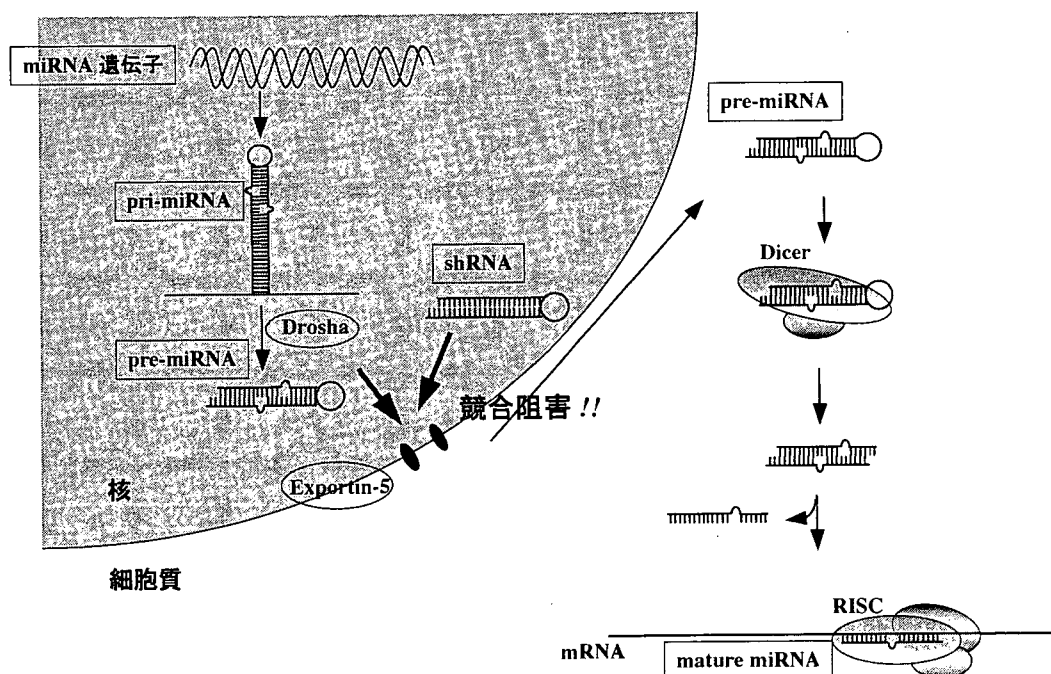 miRNA 遺伝子
pri-miRNA
Drosha
pre-miRNA
shRNA
競合阻害 !!
Exportin-5
核
細胞質
pre-miRNA
Dicer
RISC
mRNA
mature miRNA